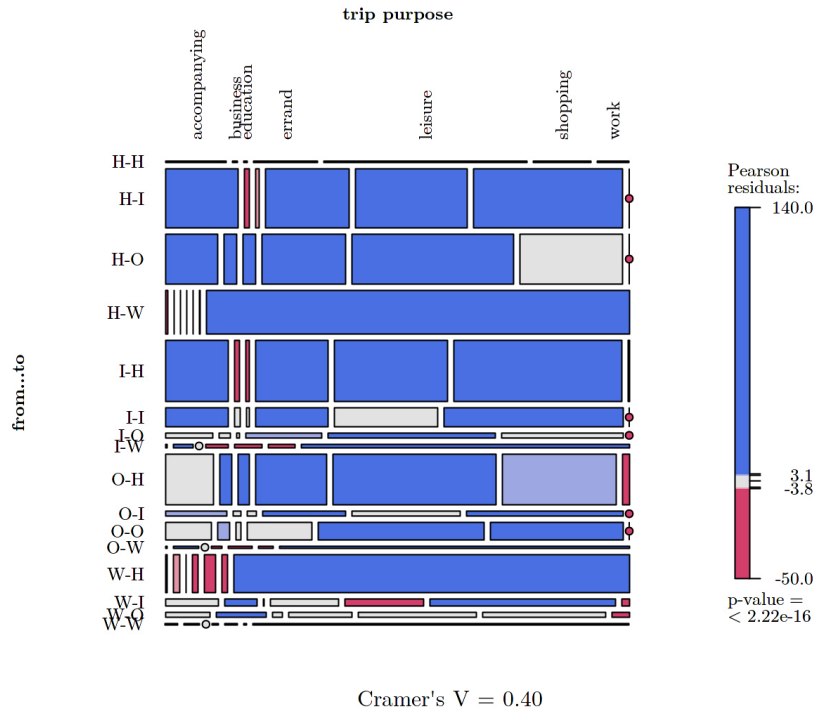 trip purpose
accompanying
business
education
errand
leisure
shopping
work
from...to
H-H
H-I
H-O
H-W
I-H
I-I
I-O
I-W
O-H
O-I
O-O
O-W
W-H
W-I
W-O
W-W
Pearson
residuals:
140.0
3.1
-3.8
-50.0
p-value =
< 2.22e-16
Cramer's V = 0.40